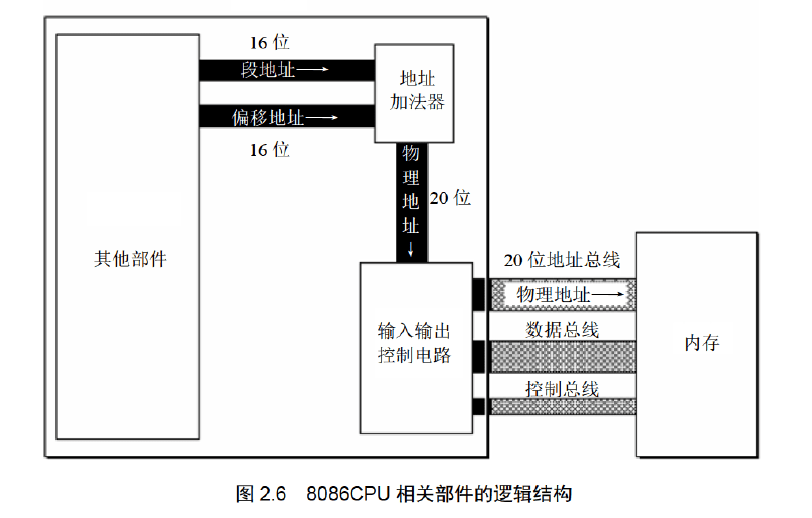 16 位
段地址
地址
加法器
偏移地址
16 位
物
理
地
址
20 位
其他部件
20 位地址总线
物理地址
输入输出
控制电路
数据总线
内存
控制总线
图 2.6 8086CPU 相关部件的逻辑结构